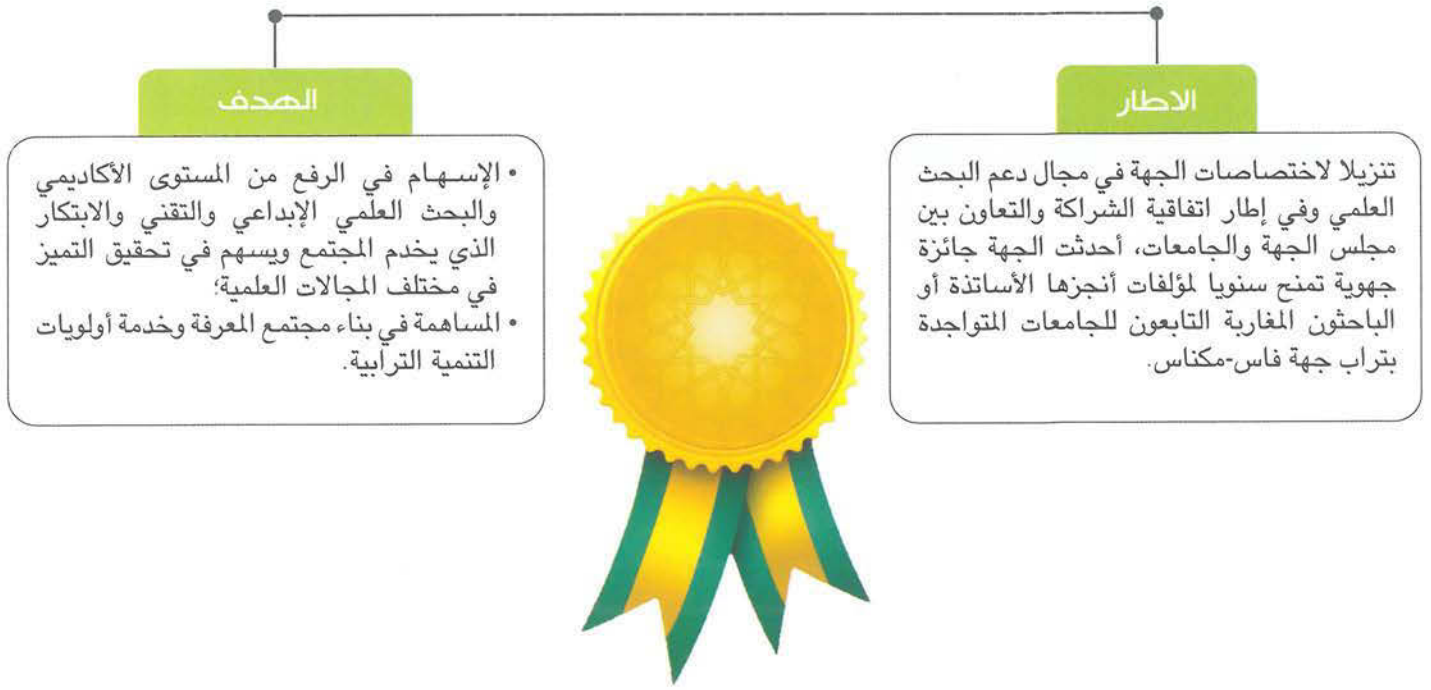 الاطار
تنزيلا لاختصاصات الجهة في مجال دعم البحث
العلمي وفي إطار اتفاقية الشراكة والتعاون بين
مجلس الجهة والجامعات، أحدثت الجهة جائزة
جهوية تمنح سنويا لمؤلفات أنجزها الأساتذة أو
الباحثون المغاربة التابعون للجامعات المتواجدة
بتراب جهة فاس-مكناس.
الهدف
• الإسهام في الرفع من المستوى الأكاديمي
والبحث العلمي الإبداعي والتقني والابتكار
الذي يخدم المجتمع ويسهم في تحقيق التميز
في مختلف المجالات العلمية؛
• المساهمة في بناء مجتمع المعرفة وخدمة أولويات
التنمية الترابية.